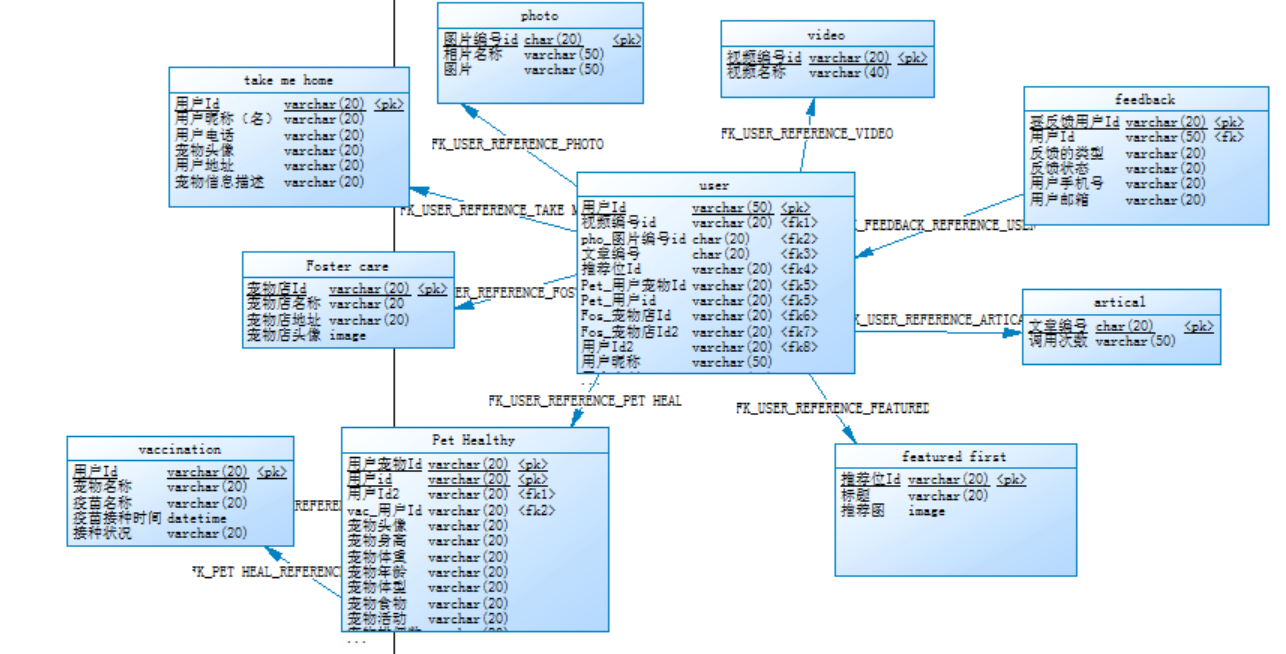 photo
图片编号id char(20) <pk>
相片名称 varchar(50)
图片 varchar(50)
video
视频编号id varchar(20) <pk>
视频名称 varchar(40)
take me home
用户Id varchar(20) <pk>
用户昵称（名） varchar(20)
用户电话 varchar(20)
宠物头像 varchar(20)
用户地址 varchar(20)
宠物信息描述 varchar(20)
feedback
要反馈用户Id varchar(20) <pk>
用户Id varchar(50) <fk>
反馈的类型 varchar(20)
反馈状态 varchar(20)
用户手机号 varchar(20)
用户邮箱 varchar(20)
FK_USER_REFERENCE_PHOTO
FK_USER_REFERENCE_VIDEO
FK_USER_REFERENCE_TAKE M
_FEEDBACK_REFERENCE_USER
user
用户Id varchar(50) <pk>
视频编号id varchar(20) <fk1>
pho_图片编号id char(20) <fk2>
文章编号 char(20) <fk3>
推荐位Id varchar(20) <fk4>
Pet_用户宠物Id varchar(20) <fk5>
Pet_用户id varchar(20) <fk5>
Fos_宠物店Id varchar(20) <fk6>
Fos_宠物店Id2 varchar(20) <fk7>
用户Id2 varchar(20) <fk8>
用户昵称 varchar(50)
...
Foster care
宠物店Id varchar(20) <pk>
宠物店名称 varchar(20
宠物店地址 varchar(20)
宠物店头像 image
ER_REFERENCE_FOS
K_USER_REFERENCE_ARTICA
artical
文章编号 char(20) <pk>
调用次数 varchar(50)
FK_USER_REFERENCE_PET HEAL
FK_USER_REFERENCE_FEATURED
vaccination
用户Id varchar(20) <pk>
宠物名称 varchar(20)
疫苗名称 varchar(20)
疫苗接种时间 datetime
接种状况 varchar(20)
REFERE
FK_PET HEAL_REFERENC
Pet Healthy
用户宠物Id varchar(20) <pk>
用户id varchar(20) <pk>
用户Id2 varchar(20) <fk1>
vac_用户Id varchar(20) <fk2>
宠物头像 varchar(20)
宠物身高 varchar(20)
宠物体重 varchar(20)
宠物年龄 varchar(20)
宠物体型 varchar(20)
宠物食物 varchar(20)
宠物活动 varchar(20)
...
featured first
推荐位Id varchar(20) <pk>
标题 varchar(20)
推荐图 image